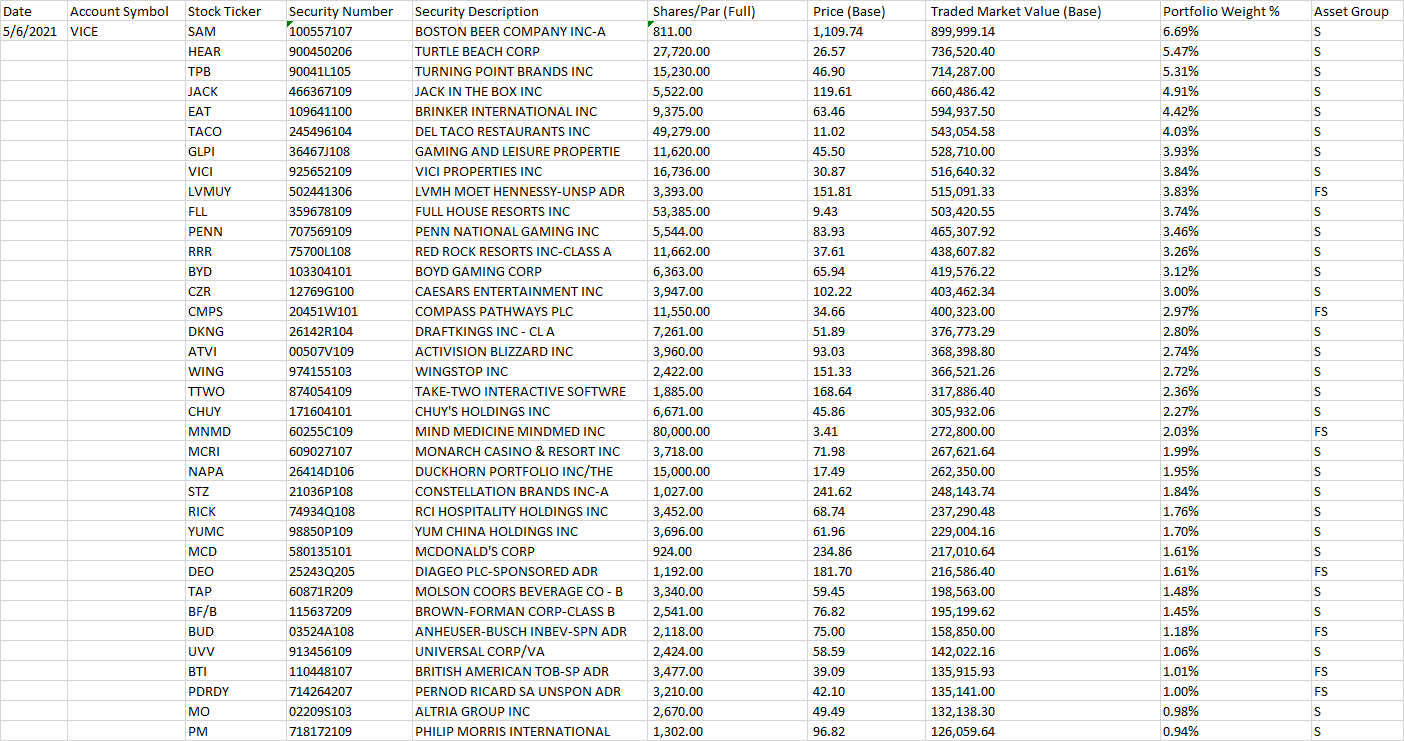 Date Account Symbol Stock Ticker Security Number Security Description Shares/Par (Full) Price (Base) Traded Market Value (Base) Portfolio Weight % Asset Group
5/6/2021 VICE SAM 100557107 BOSTON BEER COMPANY INC-A 811.00 1,109.74 899,999.14 6.69% S
HEAR 900450206 TURTLE BEACH CORP 27,720.00 26.57 736,520.40 5.47% S
TPB 90041L105 TURNING POINT BRANDS INC 15,230.00 46.90 714,287.00 5.31% S
JACK 466367109 JACK IN THE BOX INC 5,522.00 119.61 660,486.42 4.91% S
EAT 109641100 BRINKER INTERNATIONAL INC 9,375.00 63.46 594,937.50 4.42% S
TACO 245496104 DEL TACO RESTAURANTS INC 49,279.00 11.02 543,054.58 4.03% S
GLPI 36467J108 GAMING AND LEISURE PROPERTIE 11,620.00 45.50 528,710.00 3.93% S
VICI 925652109 VICI PROPERTIES INC 16,736.00 30.87 516,640.32 3.84% S
LVMUY 502441306 LVMH MOET HENNESSY-UNSP ADR 3,393.00 151.81 515,091.33 3.83% FS
FLL 359678109 FULL HOUSE RESORTS INC 53,385.00 9.43 503,420.55 3.74% S
PENN 707569109 PENN NATIONAL GAMING INC 5,544.00 83.93 465,307.92 3.46% S
RRR 75700L108 RED ROCK RESORTS INC-CLASS A 11,662.00 37.61 438,607.82 3.26% S
BYD 103304101 BOYD GAMING CORP 6,363.00 65.94 419,576.22 3.12% S
CZR 12769G100 CAESARS ENTERTAINMENT INC 3,947.00 102.22 403,462.34 3.00% S
CMPS 20451W101 COMPASS PATHWAYS PLC 11,550.00 34.66 400,323.00 2.97% FS
DKNG 26142R104 DRAFTKINGS INC - CL A 7,261.00 51.89 376,773.29 2.80% S
ATVI 00507V109 ACTIVISION BLIZZARD INC 3,960.00 93.03 368,398.80 2.74% S
WING 974155103 WINGSTOP INC 2,422.00 151.33 366,521.26 2.72% S
TTWO 874054109 TAKE-TWO INTERACTIVE SOFTWRE 1,885.00 168.64 317,886.40 2.36% S
CHUY 171604101 CHUY'S HOLDINGS INC 6,671.00 45.86 305,932.06 2.27% S
MNMD 60255C109 MIND MEDICINE MINDMED INC 80,000.00 3.41 272,800.00 2.03% FS
MCRI 609027107 MONARCH CASINO & RESORT INC 3,718.00 71.98 267,621.64 1.99% S
NAPA 26414D106 DUCKHORN PORTFOLIO INC/THE 15,000.00 17.49 262,350.00 1.95% S
STZ 21036P108 CONSTELLATION BRANDS INC-A 1,027.00 241.62 248,143.74 1.84% S
RICK 74934Q108 RCI HOSPITALITY HOLDINGS INC 3,452.00 68.74 237,290.48 1.76% S
YUMC 98850P109 YUM CHINA HOLDINGS INC 3,696.00 61.96 229,004.16 1.70% S
MCD 580135101 MCDONALD'S CORP 924.00 234.86 217,010.64 1.61% S
DEO 25243Q205 DIAGEO PLC-SPONSORED ADR 1,192.00 181.70 216,586.40 1.61% FS
TAP 60871R209 MOLSON COORS BEVERAGE CO - B 3,340.00 59.45 198,563.00 1.48% S
BF/B 115637209 BROWN-FORMAN CORP-CLASS B 2,541.00 76.82 195,199.62 1.45% S
BUD 03524A108 ANHEUSER-BUSCH INBEV-SPN ADR 2,118.00 75.00 158,850.00 1.18% FS
UVV 913456109 UNIVERSAL CORP/VA 2,424.00 58.59 142,022.16 1.06% S
BTI 110448107 BRITISH AMERICAN TOB-SP ADR 3,477.00 39.09 135,915.93 1.01% FS
PDRDY 714264207 PERNOD RICARD SA UNSPON ADR 3,210.00 42.10 135,141.00 1.00% FS
MO 02209S103 ALTRIA GROUP INC 2,670.00 49.49 132,138.30 0.98% S
PM 718172109 PHILIP MORRIS INTERNATIONAL 1,302.00 96.82 126,059.64 0.94% S